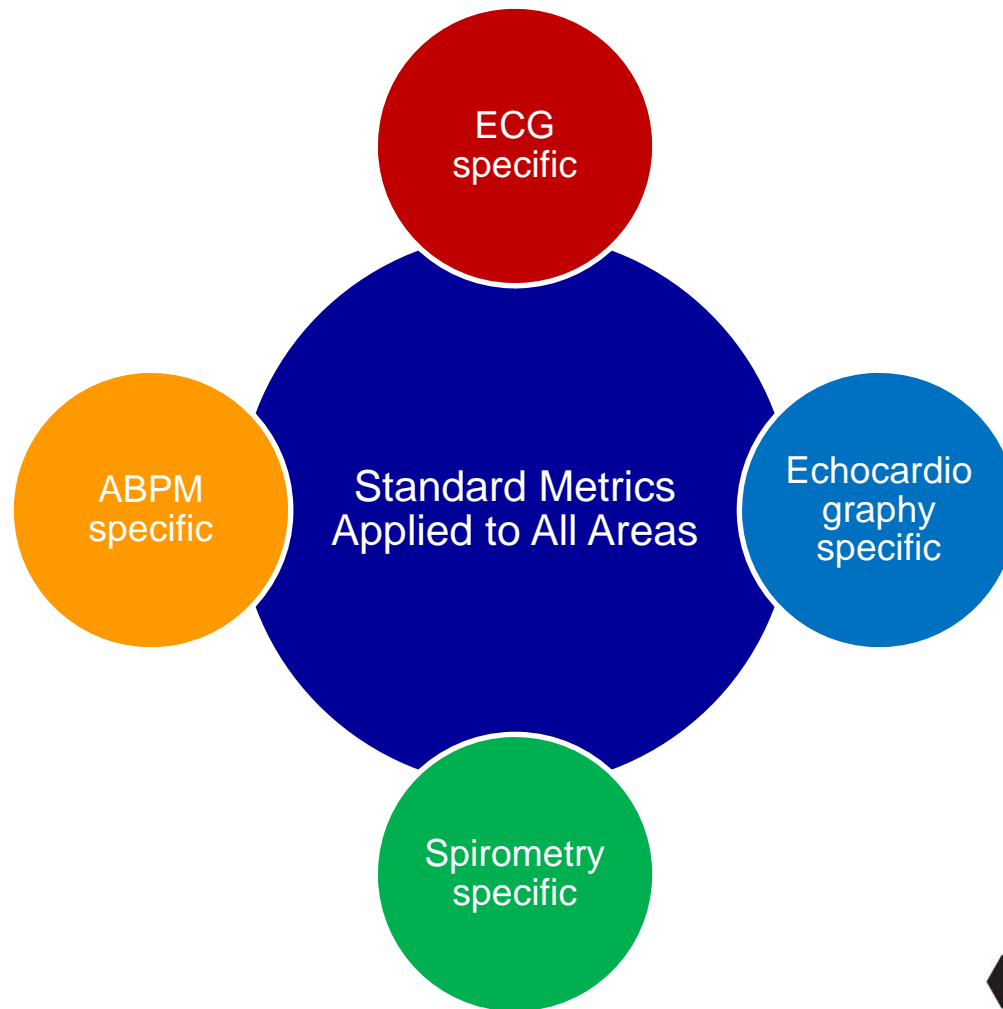 ECG
specific
ABPM
specific
Standard Metrics
Applied to All Areas
Echocardio
graphy
specific
Spirometry
specific